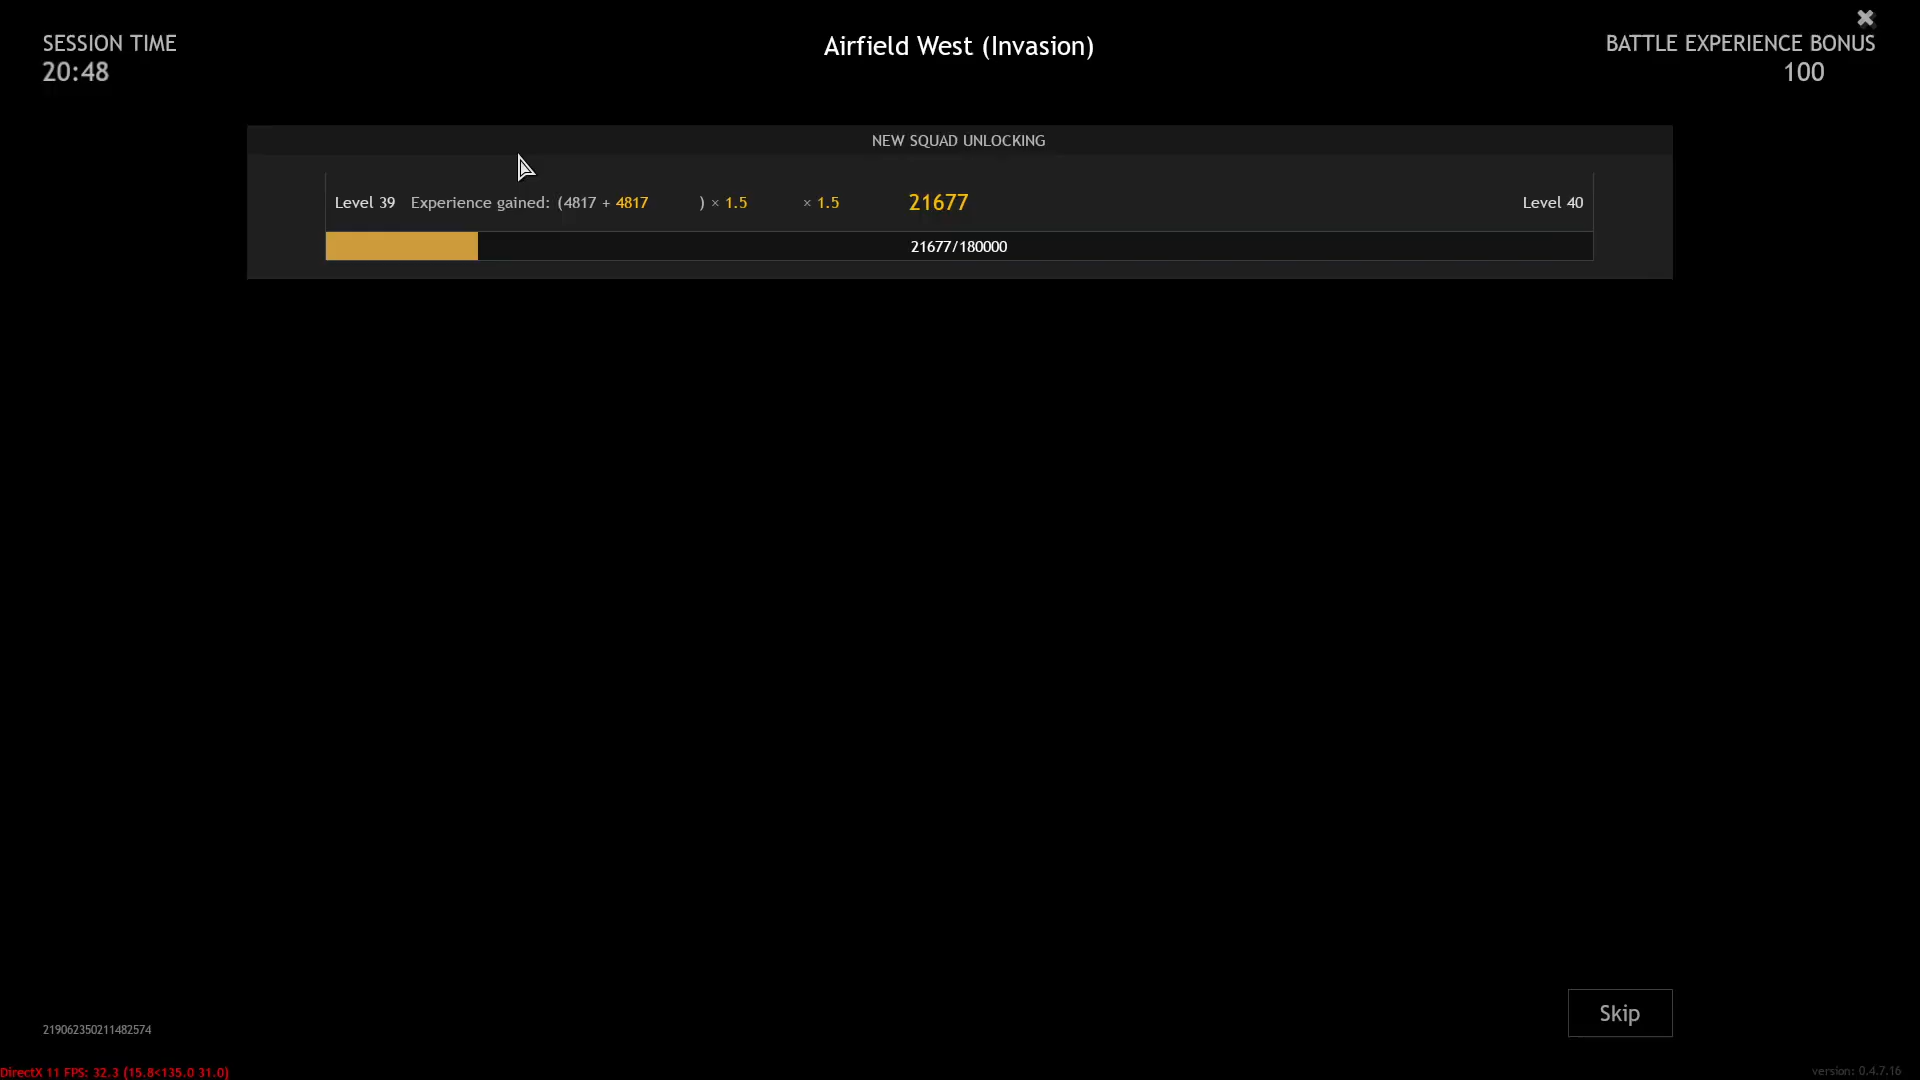 SESSION TIME
20:48
Airfield West (Invasion)
BATTLE EXPERIENCE BONUS
100
NEW SQUAD UNLOCKING
Level 39 Experience gained: (4817 + 4817 ) × 1.5 × 1.5 21677 Level 40
21677/180000
Skip
219062350211482574
DirectX 11 FPS: 32.3 (15.8<135.0 31.0)
version: 0.4.7.16